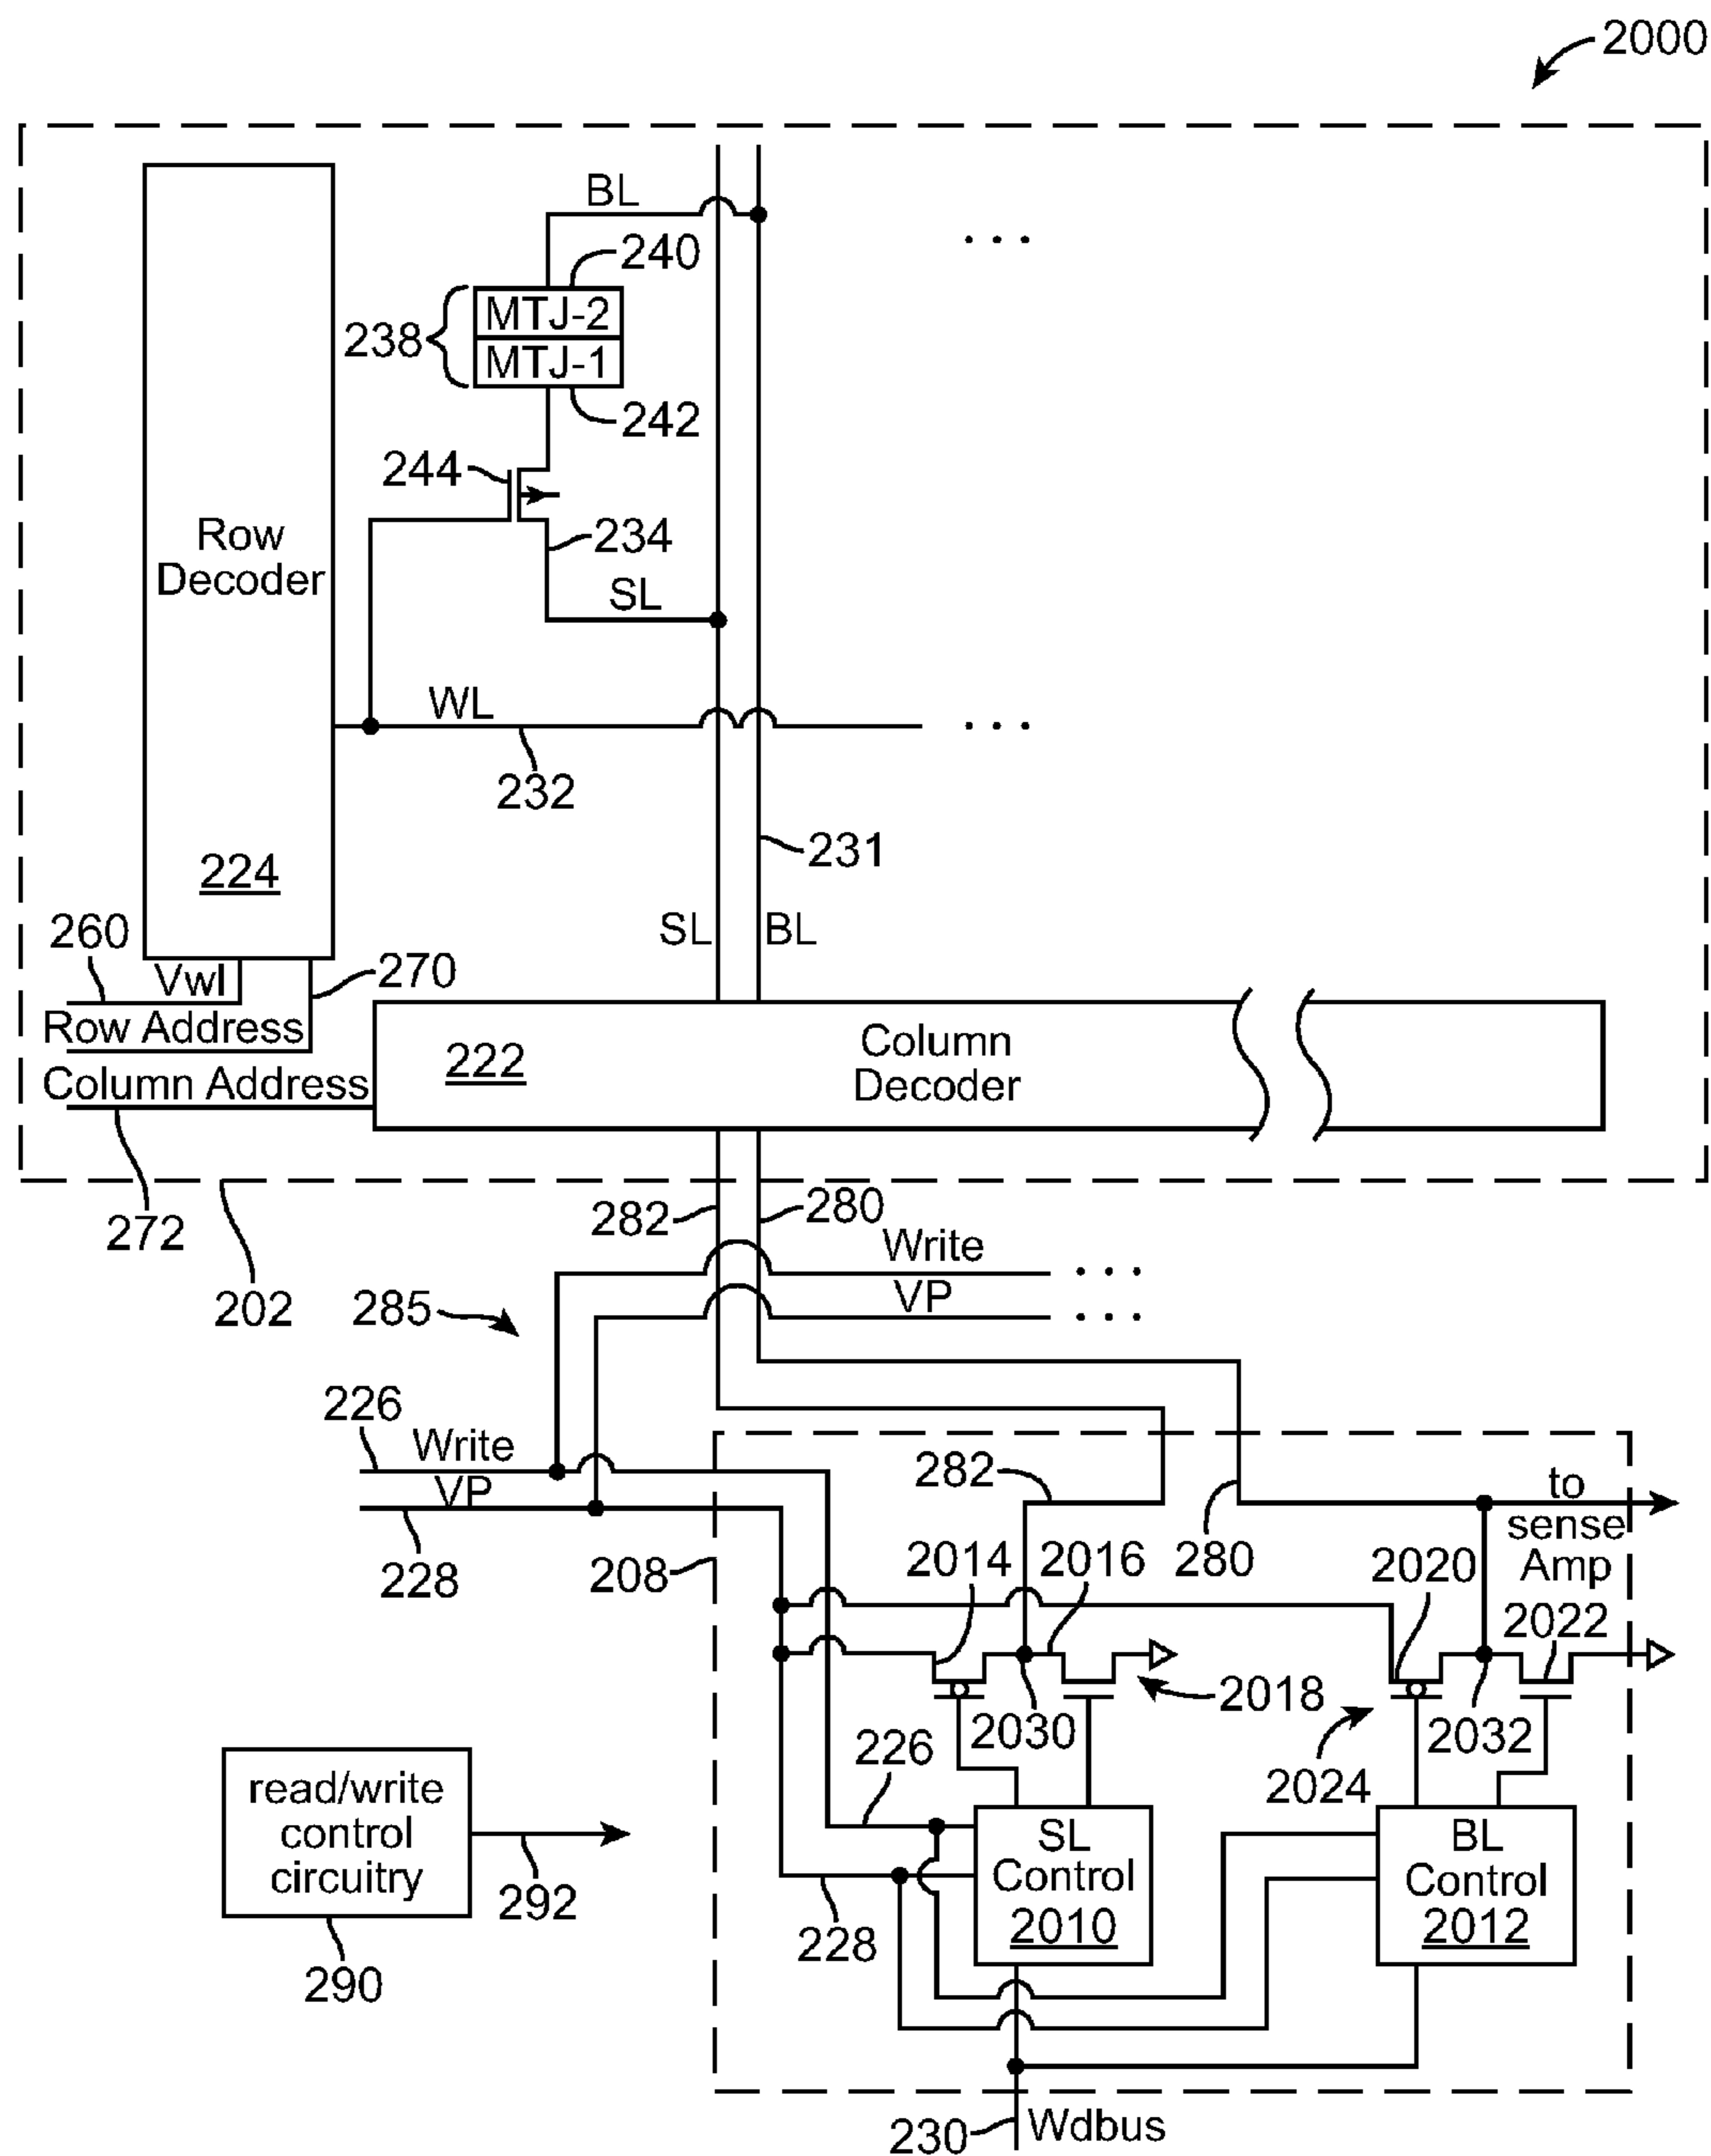 2000
BL
240
MTJ-2
238
MTJ-1
242
244
Row
Decoder
234
SL
WL
232
231
224
SL
BL
260
Vwl
270
Row Address
222
Column
Decoder
Column Address
272
202
282
280
Write
VP
285
226
Write
VP
228
282
to
sense
Amp
208
2014
2016
280
2020
2022
2030
2018
2032
2024
226
read/write
control
circuitry
292
290
SL
Control
2010
BL
Control
2012
228
230
Wdbus